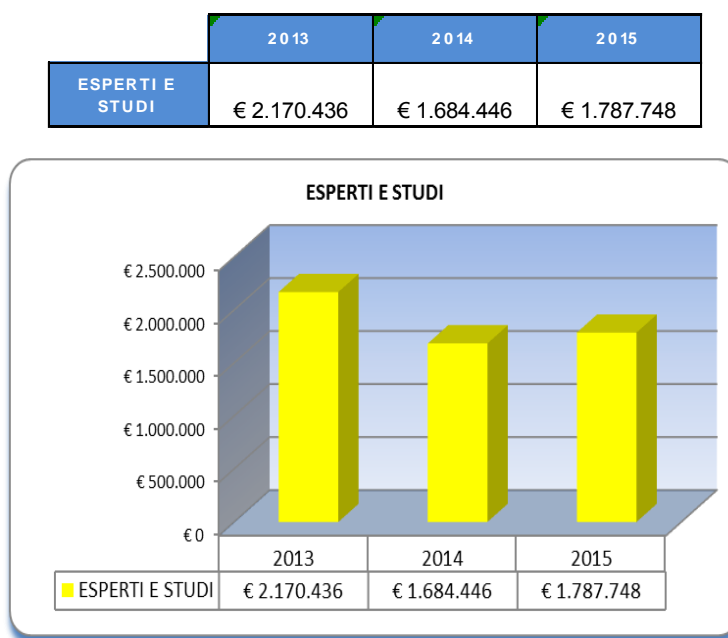 2013 2014 2015
ESPERTI E
STUDI
€ 2.170.436 € 1.684.446 € 1.787.748
ESPERTI E STUDI
€ 2.500.000
€ 2.000.000
€ 1.500.000
€ 1.000.000
€ 500.000
€ 0
2013 2014 2015
ESPERTI E STUDI € 2.170.436 € 1.684.446 € 1.787.748